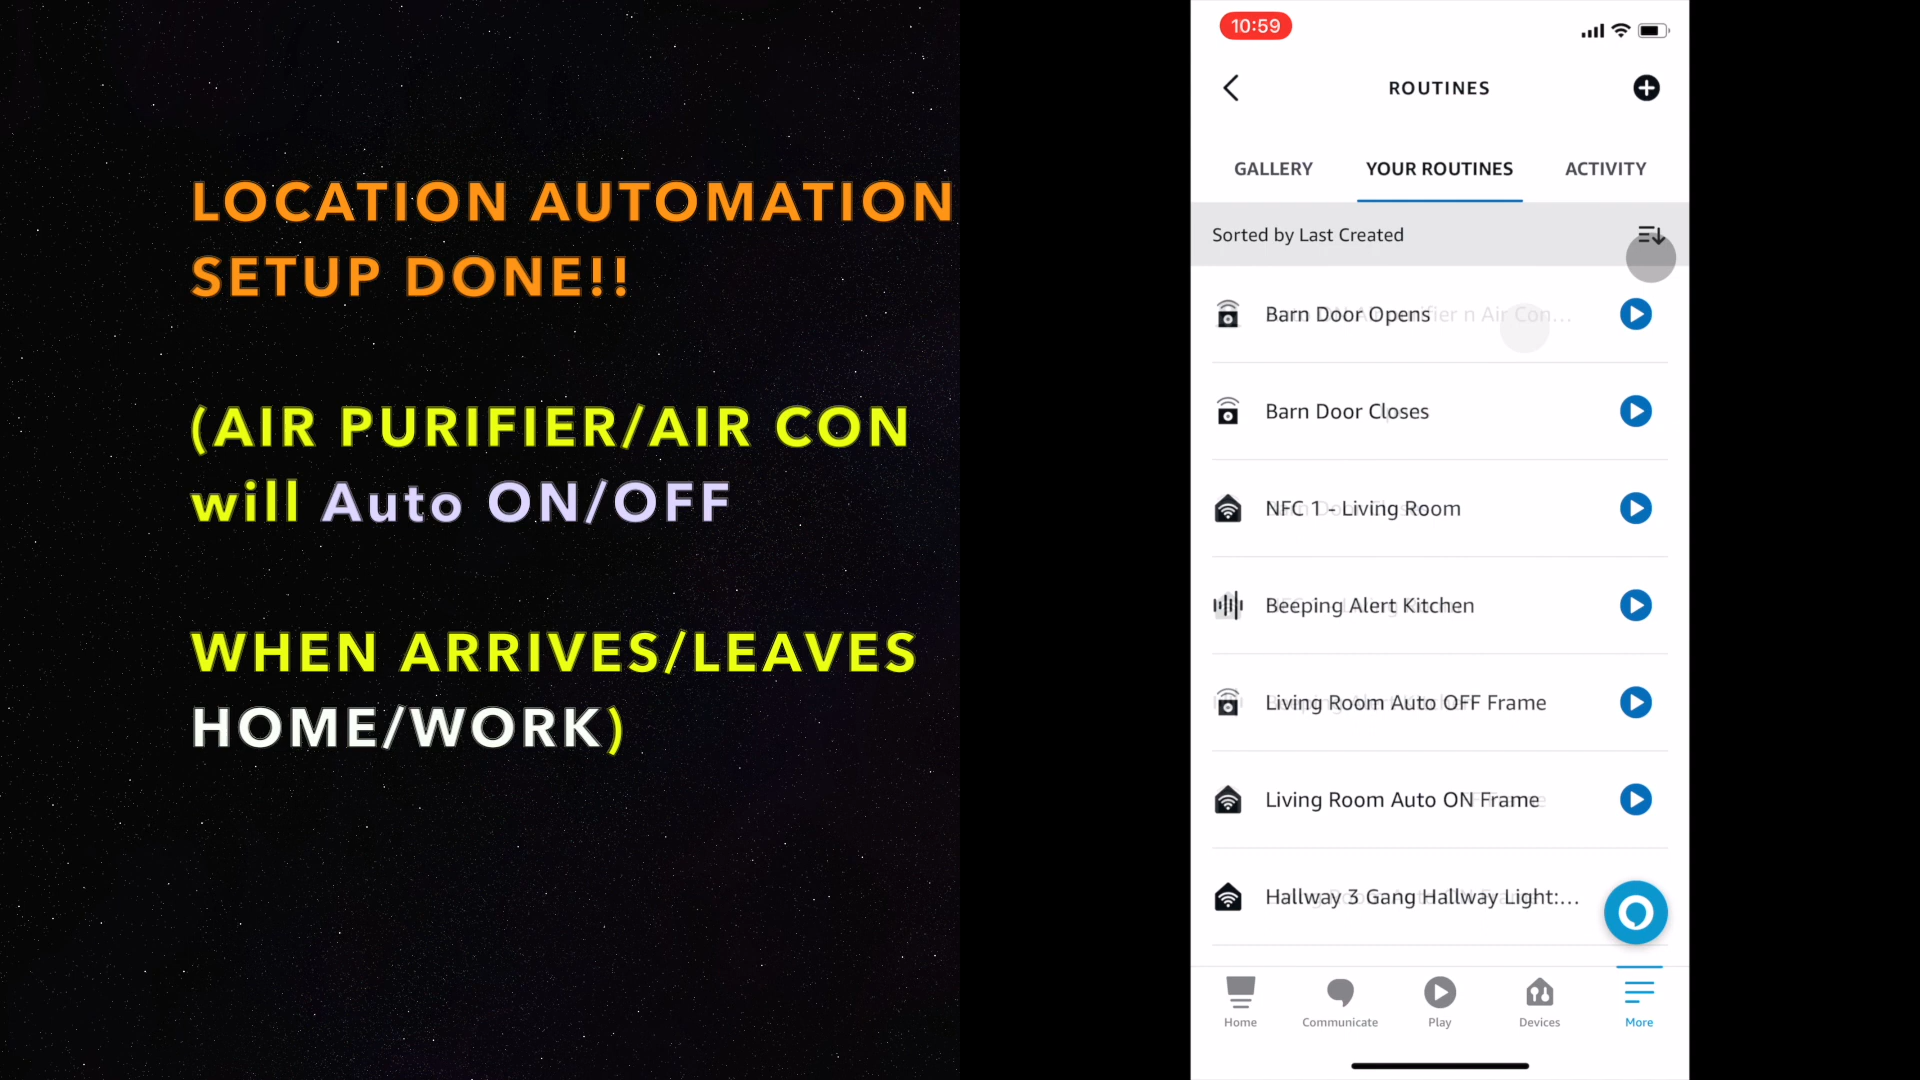 LOCATION AUTOMATION
SETUP DONE!!
(AIR PURIFIER/AIR CON
will Auto ON/OFF
WHEN ARRIVES/LEAVES
HOME/WORK)
10:59
ROUTINES
GALLERY
YOUR ROUTINES
ACTIVITY
Sorted by Last Created
Barn Door Opens
Barn Door Closes
NFC 1 - Living Room
Beeping Alert Kitchen
Living Room Auto OFF Frame
Living Room Auto ON Frame
Hallway 3 Gang Hallway Light:...
Home
Communicate
Play
Devices
More